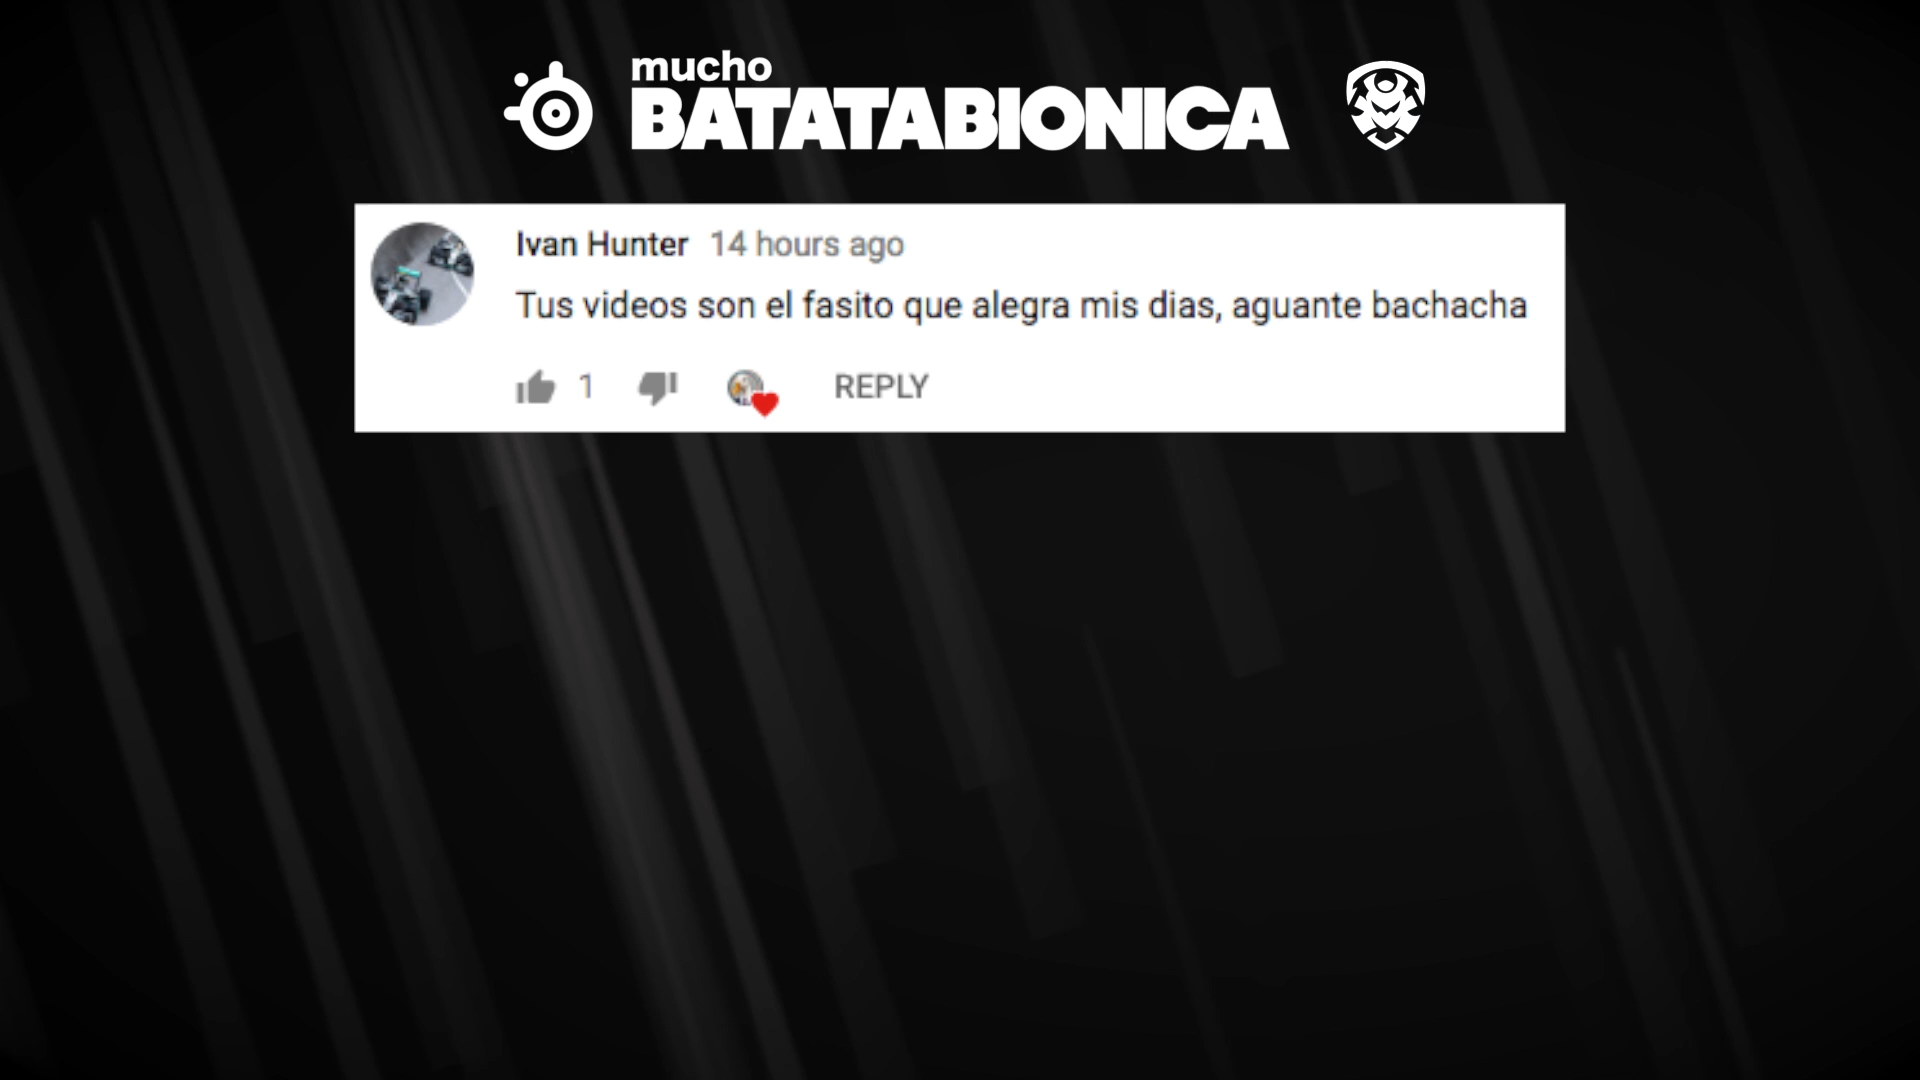 mucho
BATATABIONICA
Ivan Hunter 14 hours ago
Tus videos son el fasito que alegra mis dias, aguante bachacha
1 REPLY